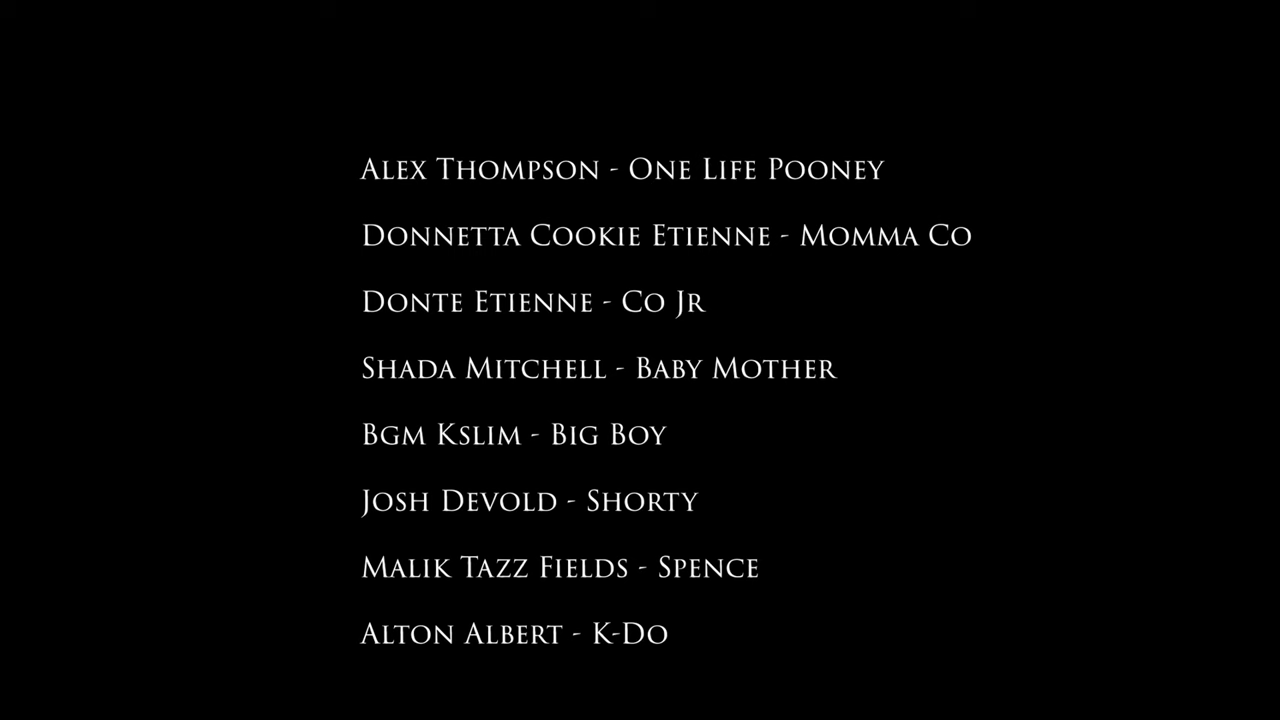 Alex Thompson - One Life Pooney
Donnetta Cookie Etienne - Momma Co
Donte Etienne - Co Jr
Shada Mitchell - Baby Mother
Bgm Kslim - Big Boy
Josh Devold - Shorty
Malik Tazz Fields - Spence
Alton Albert - K-Do